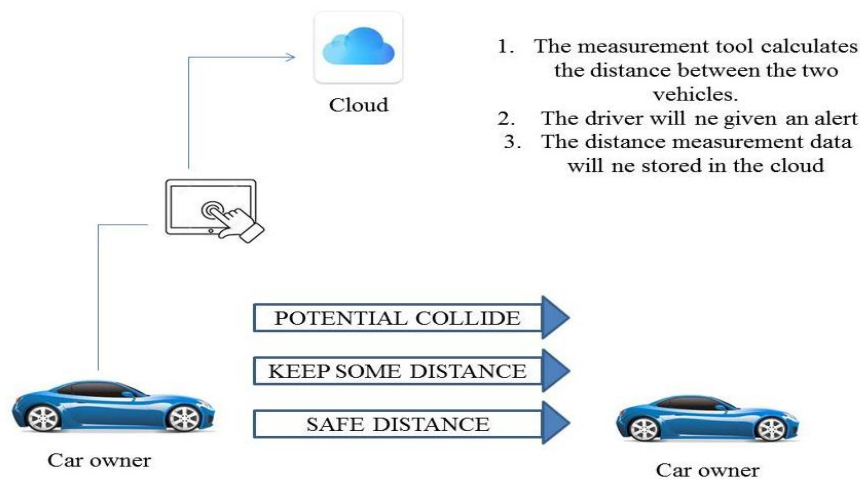 Cloud
1. The measurement tool calculates
the distance between the two
vehicles.
2. The driver will ne given an alert
3. The distance measurement data
will ne stored in the cloud
POTENTIAL COLLIDE
KEEP SOME DISTANCE
SAFE DISTANCE
Car owner
Car owner